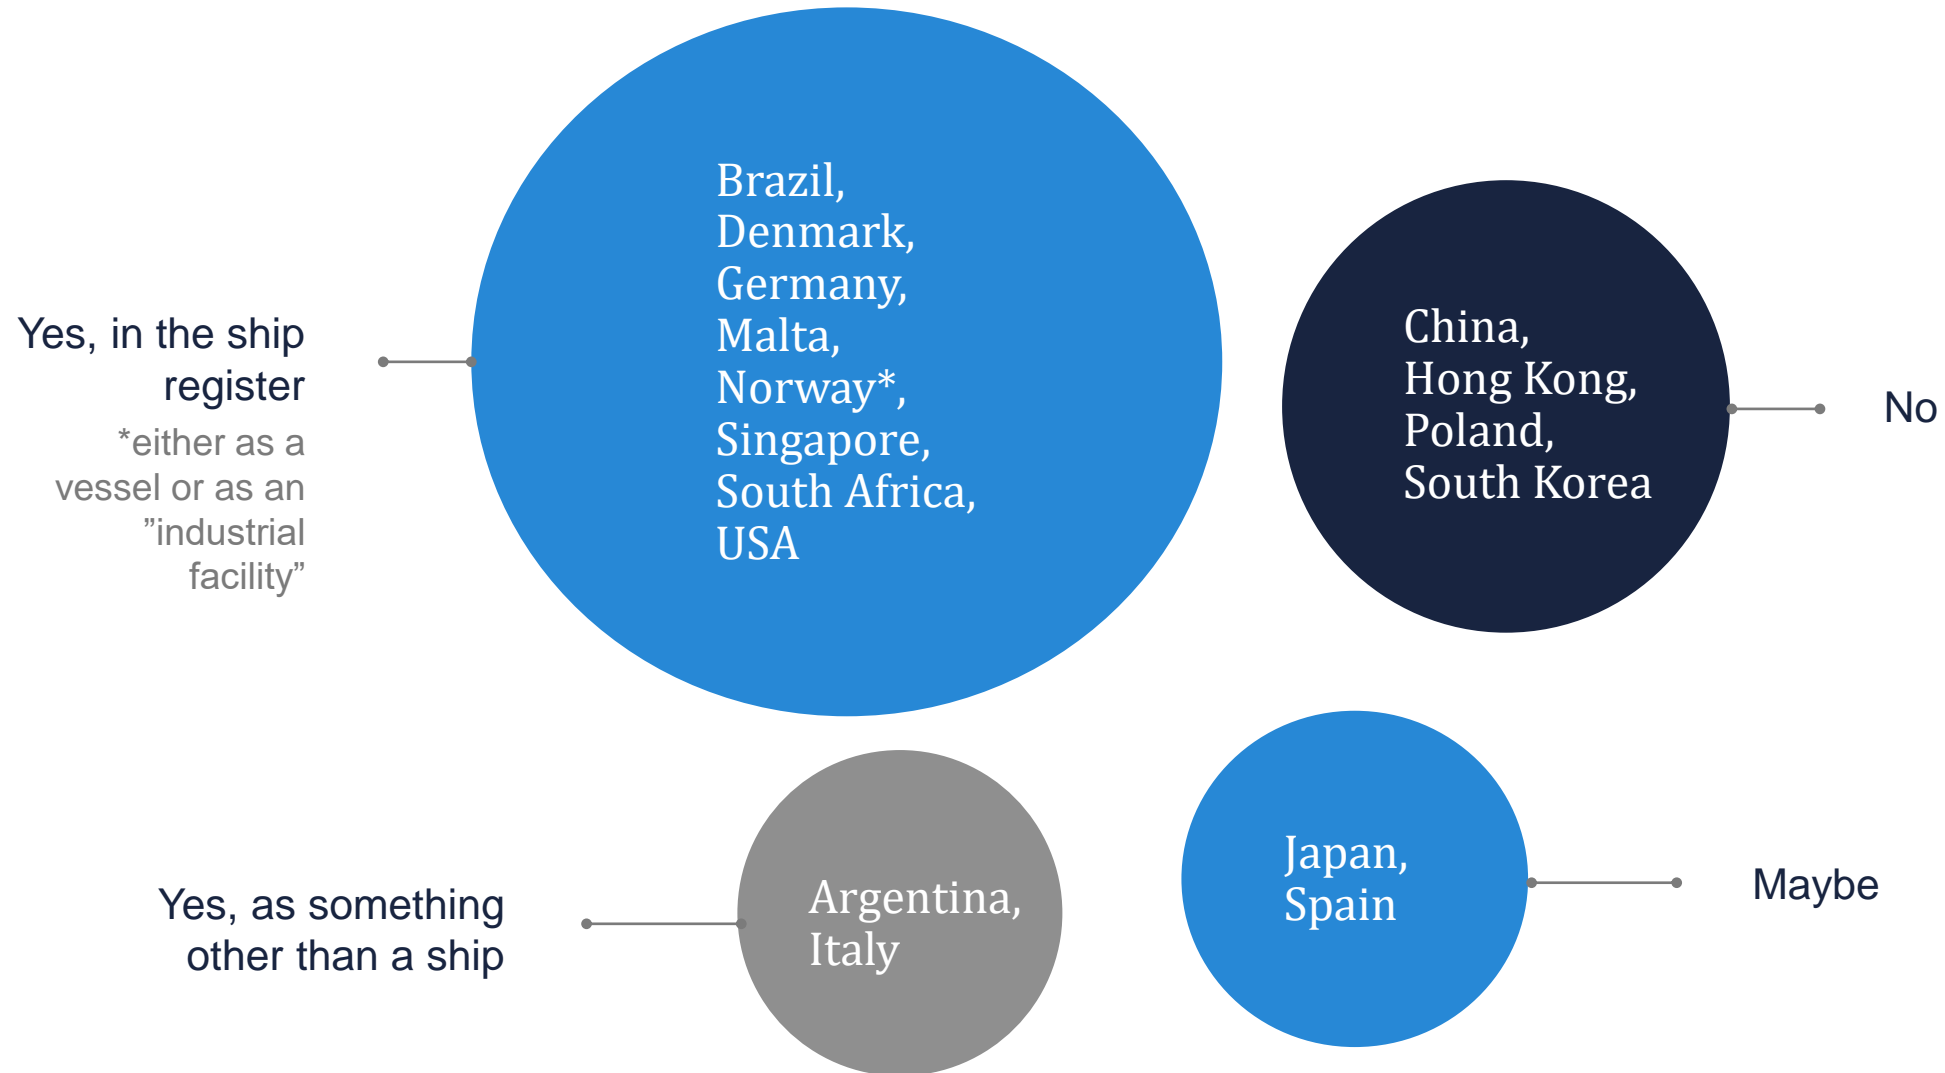 Yes, in the ship
register
*either as a
vessel or as an
”industrial
facility”
Brazil,
Denmark,
Germany,
Malta,
Norway*,
Singapore,
South Africa,
USA
China,
Hong Kong,
Poland,
South Korea
No
Yes, as something
other than a ship
Argentina,
Italy
Japan,
Spain
Maybe